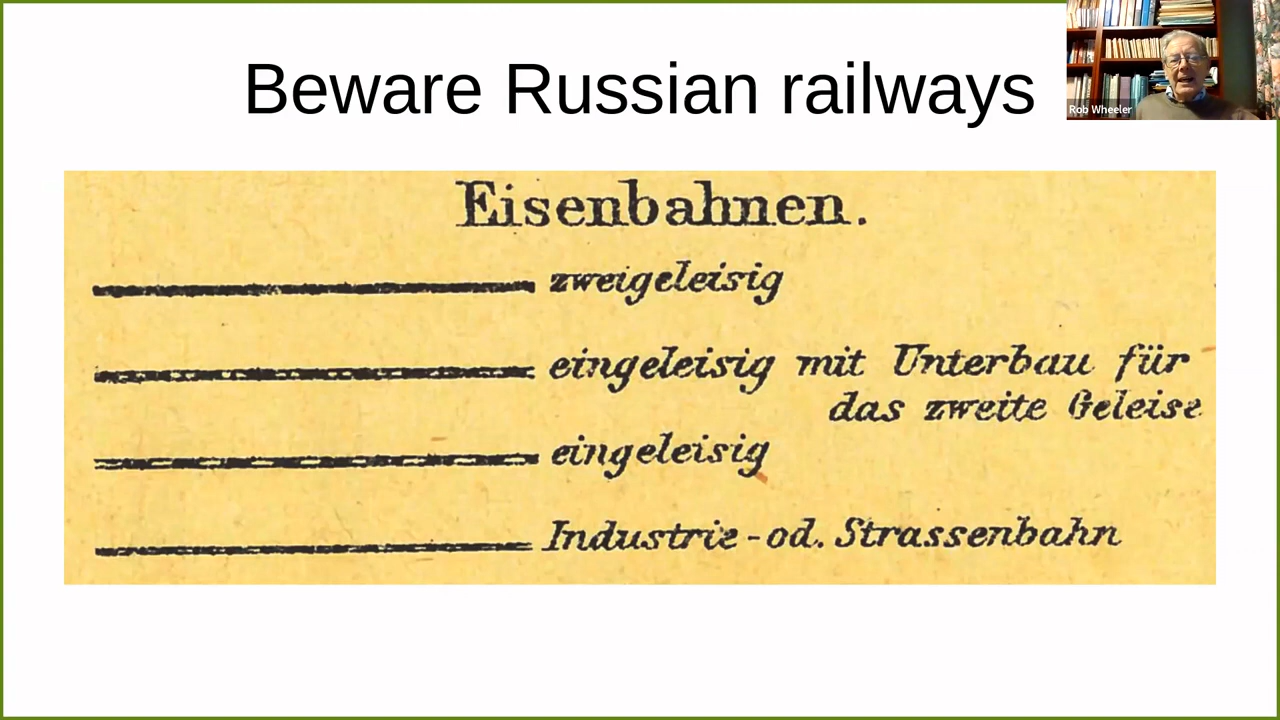 Beware Russian railways
Rob Wheeler
Eisenbahnen.
zweigeleisig
eingeleisig mit Unterbau für
das zweite Geleise
eingeleisig
Industrie-od. Strassenbahn